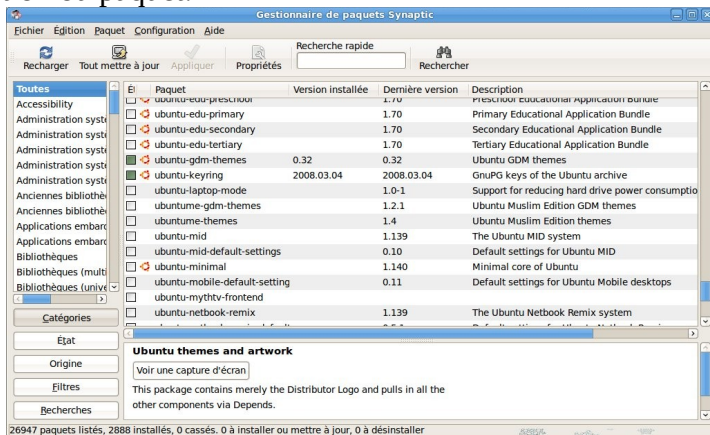 Gestionnaire de paquets Synaptic
Fichier Édition Paquet Configuration Aide
Recharger Tout mettre à jour Appliquer Propriétés Recherche rapide Rechercher
Toutes
Accessibility
Administration systè
Administration systè
Administration systè
Administration systè
Administration systè
Anciennes bibliothè
Anciennes bibliothè
Applications embarc
Applications embarc
Bibliothèques
Bibliothèques (multi
Bibliothèques (unive
Catégories
État
Origine
Filtres
Recherches
Paquet Version installée Dernière version Description
ubuntu-edu-preschool 1.70 Preschool Educational Application Bundle
ubuntu-edu-primary 1.70 Primary Educational Application Bundle
ubuntu-edu-secondary 1.70 Secondary Educational Application Bundle
ubuntu-edu-tertiary 1.70 Tertiary Educational Application Bundle
ubuntu-gdm-themes 0.32 0.32 Ubuntu GDM themes
ubuntu-keyring 2008.03.04 2008.03.04 GnuPG keys of the Ubuntu archive
ubuntu-laptop-mode 1.0-1 Support for reducing hard drive power consumptio
ubuntume-gdm-themes 1.2.1 Ubuntu Muslim Edition GDM themes
ubuntume-themes 1.4 Ubuntu Muslim Edition themes
ubuntu-mid 1.139 The Ubuntu MID system
ubuntu-mid-default-settings 0.10 Default settings for Ubuntu MID
ubuntu-minimal 1.140 Minimal core of Ubuntu
ubuntu-mobile-default-setting 0.11 Default settings for Ubuntu Mobile desktops
ubuntu-mythtv-frontend
ubuntu-netbook-remix 1.139 The Ubuntu Netbook Remix system
Ubuntu themes and artwork
Voir une capture d'écran
This package contains merely the Distributor Logo and pulls in all the
other components via Depends.
26947 paquets listés, 2888 installés, 0 cassés. 0 à installer ou mettre à jour, 0 à désinstaller